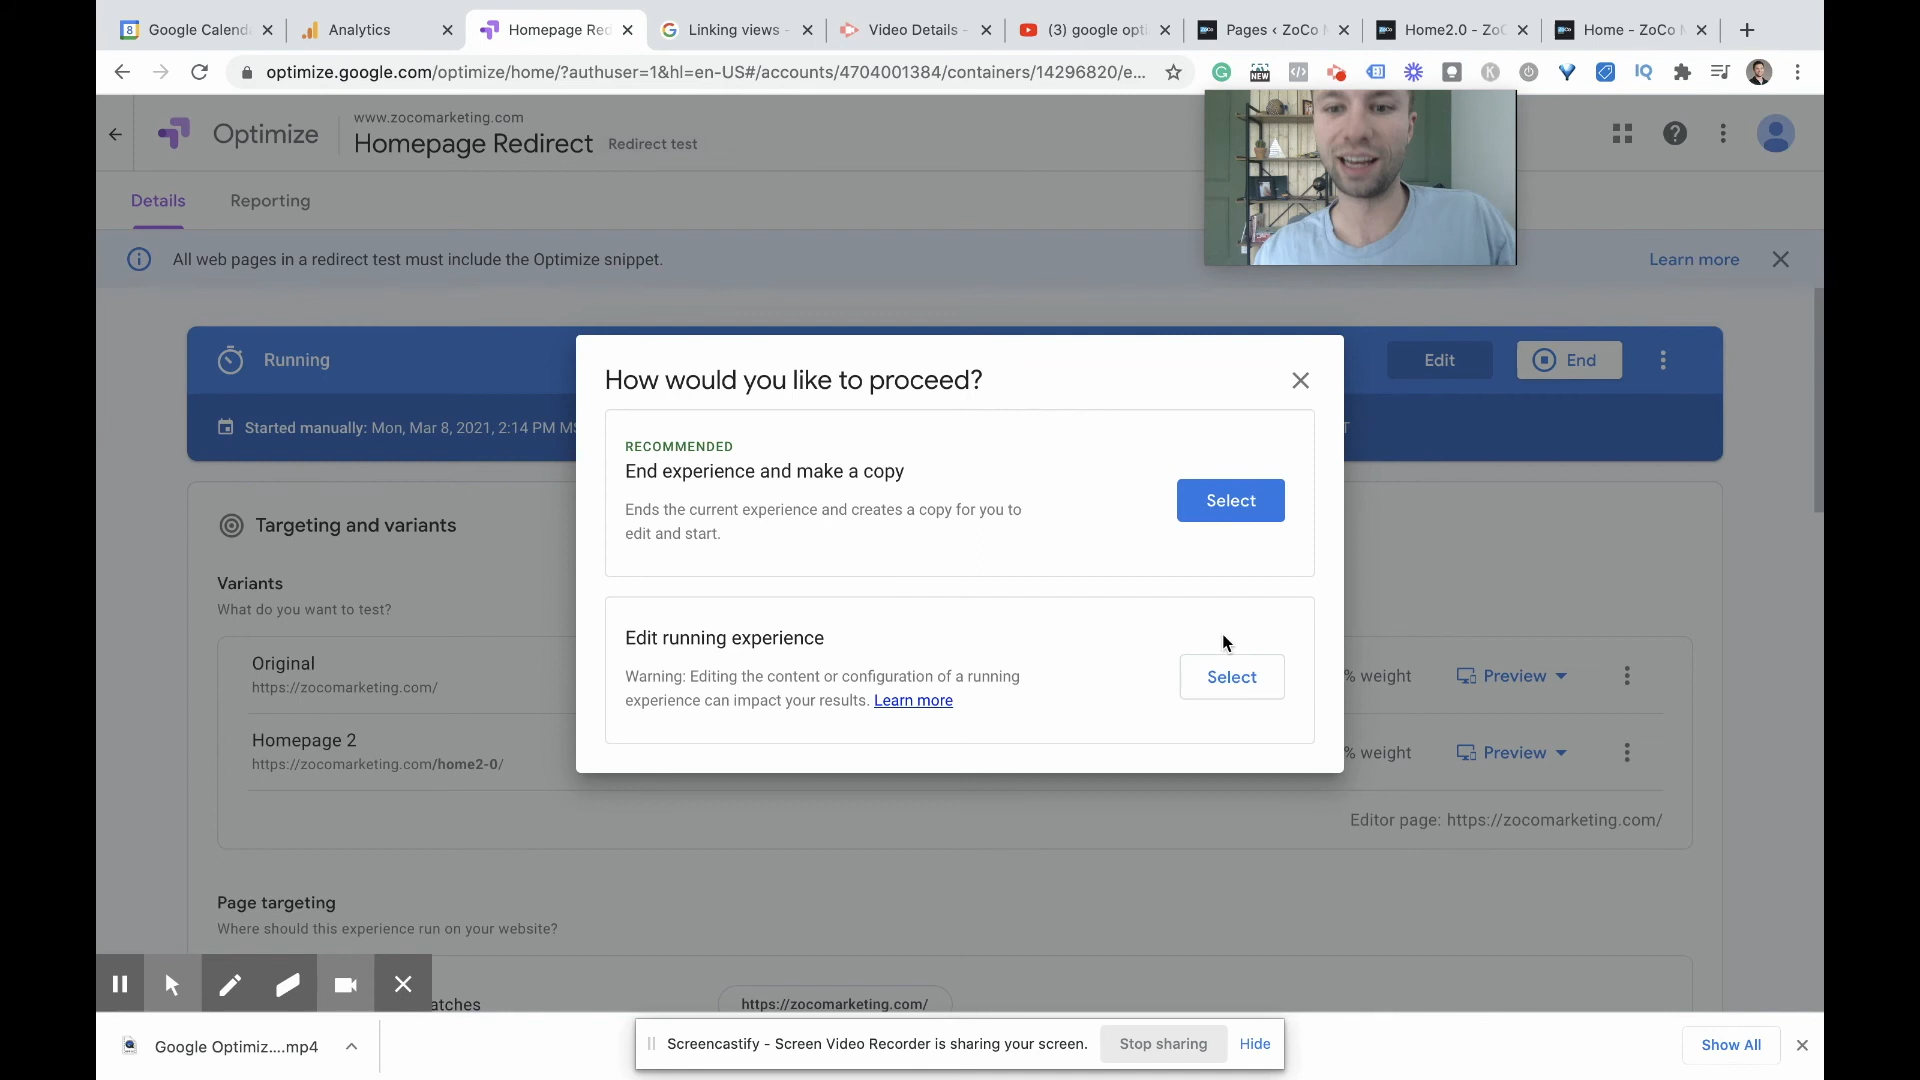 Google Calend
Analytics
Homepage Red
Linking views -
Video Details -
(3) google opti
Pages ‹ ZoCo M
Home2.0 - ZoC
Home - ZoCo M
optimize.google.com/optimize/home/?authuser=1&hl=en-US#/accounts/4704001384/containers/14296820/e...
NEW
IQ
Optimize
www.zocomarketing.com
Homepage Redirect Redirect test
Details
Reporting
All web pages in a redirect test must include the Optimize snippet.
Learn more
Running
Edit
End
Started manually: Mon, Mar 8, 2021, 2:14 PM MS
T
How would you like to proceed?
RECOMMENDED
End experience and make a copy
Ends the current experience and creates a copy for you to
edit and start.
Select
Edit running experience
Warning: Editing the content or configuration of a running
experience can impact your results. Learn more
Select
Targeting and variants
Variants
What do you want to test?
Original
https://zocomarketing.com/
% weight
Preview
Homepage 2
https://zocomarketing.com/home2-0/
% weight
Preview
Editor page: https://zocomarketing.com/
Page targeting
Where should this experience run on your website?
atches
https://zocomarketing.com/
Google Optimiz....mp4
Screencastify - Screen Video Recorder is sharing your screen.
Stop sharing
Hide
Show All